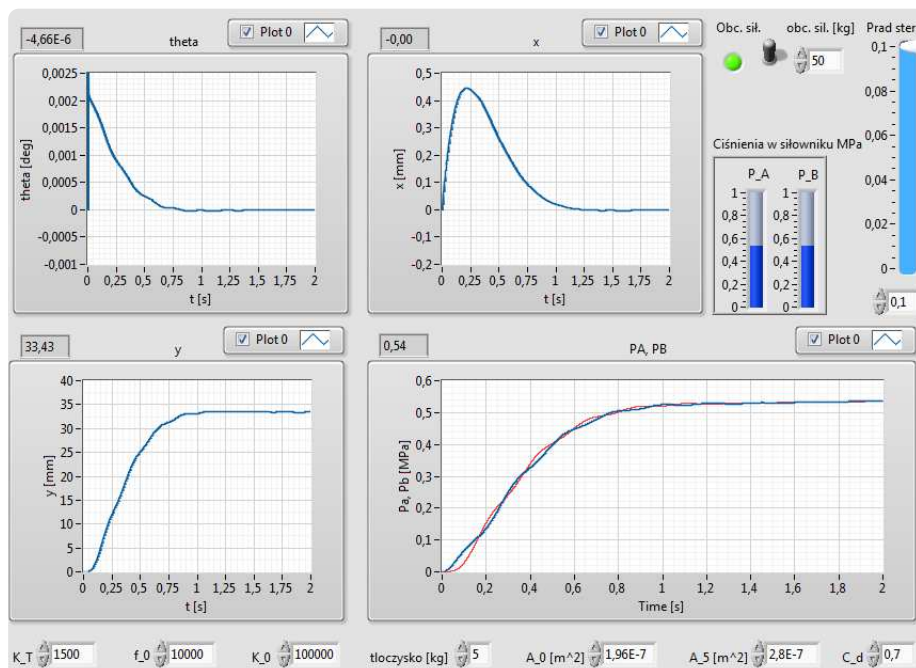 -4,66E-6 theta Plot 0
-0,00 x Plot 0
Obc. sił. obc. sil. [kg] Prad ster
50
0,0025
0,002
0,0015
0,001
0,0005
0
-0,0005
-0,001
theta [deg]
0 0,25 0,5 0,75 1 1,25 1,5 1,75 2
t [s]
0,5
0,4
0,3
0,2
0,1
0
-0,1
-0,2
x [mm]
0 0,25 0,5 0,75 1 1,25 1,5 1,75 2
t [s]
Ciśnienia w siłowniku MPa
P_A P_B
1
0,8
0,6
0,4
0,2
0
1
0,8
0,6
0,4
0,2
0
0,1
0,08
0,06
0,04
0,02
0
0,1
33,43 y Plot 0
0,54 PA, PB Plot 0
40
35
30
25
20
15
10
5
0
y [mm]
0 0,25 0,5 0,75 1 1,25 1,5 1,75 2
t [s]
0,6
0,5
0,4
0,3
0,2
0,1
0
Pa, Pb [MPa]
0 0,2 0,4 0,6 0,8 1 1,2 1,4 1,6 1,8 2
Time [s]
K_T 1500 f_0 10000 K_0 100000 tloczysko [kg] 5 A_0 [m^2] 1,96E-7 A_5 [m^2] 2,8E-7 C_d 0,7